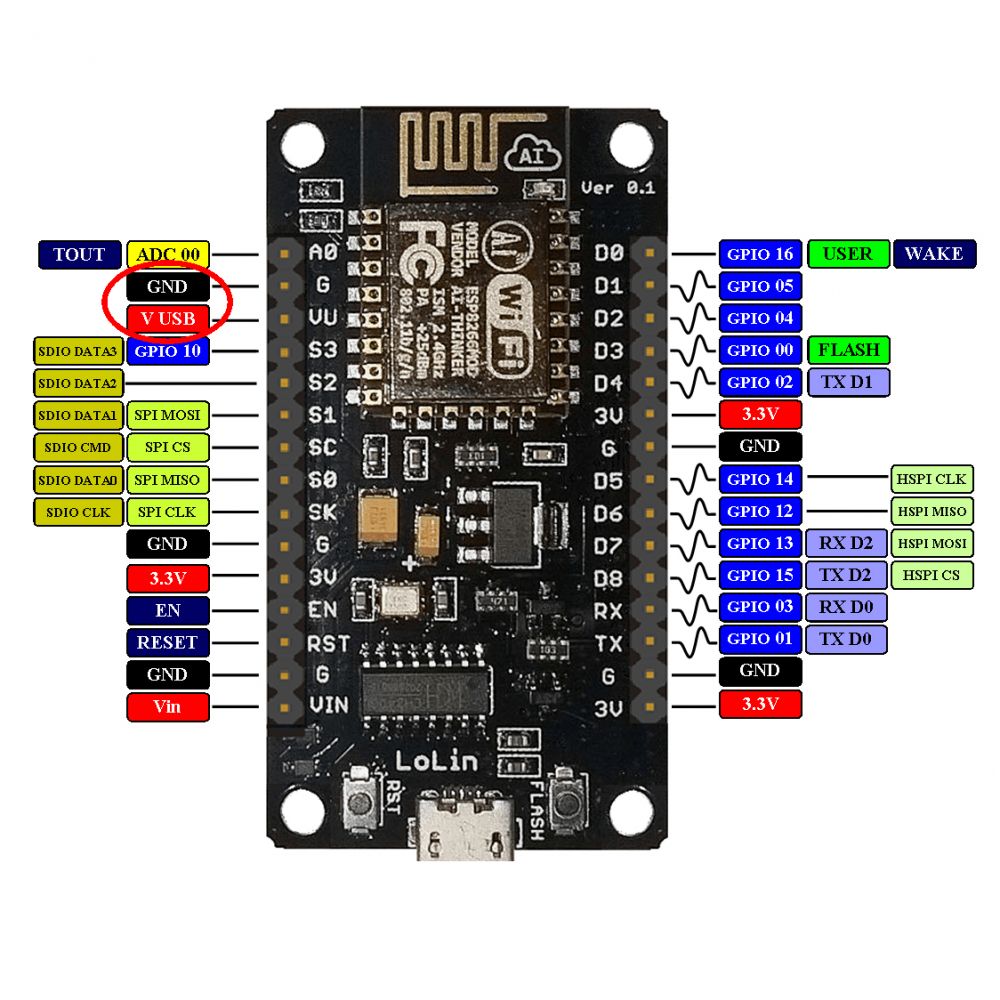 Ver 0.1
AI
FCC
MODEL ESP8266MOD
VENDOR AI-THINKER
ISM 2.4GHz
PA +25dBm
802.11b/g/n
Ai
WiFi
TOUT ADC 00 A0
GND G
V USB VU
SDIO DATA3 GPIO 10 S3
SDIO DATA2 S2
SDIO DATA1 SPI MOSI S1
SDIO CMD SPI CS SC
SDIO DATA0 SPI MISO S0
SDIO CLK SPI CLK SK
GND G
3.3V 3V
EN EN
RESET RST
GND G
Vin VIN
D0 GPIO 16 USER WAKE
D1 GPIO 05
D2 GPIO 04
D3 GPIO 00 FLASH
D4 GPIO 02 TX D1
3V 3.3V
G GND
D5 GPIO 14 HSPI CLK
D6 GPIO 12 HSPI MISO
D7 GPIO 13 RX D2 HSPI MOSI
D8 GPIO 15 TX D2 HSPI CS
RX GPIO 03 RX D0
TX GPIO 01 TX D0
G GND
3V 3.3V
+
LoLin
RST
FLASH